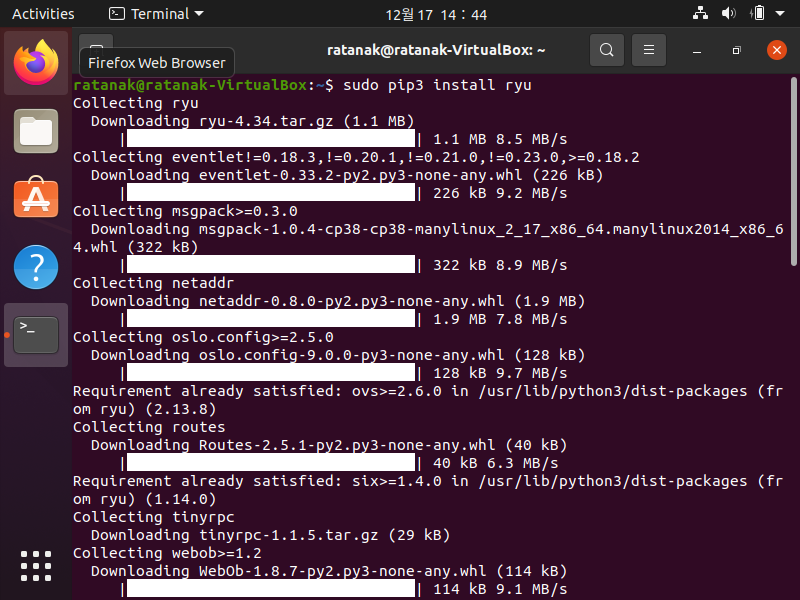 Activities
Terminal
12월 17 14 : 44
ratanak@ratanak-VirtualBox: ~
Firefox Web Browser
ratanak@ratanak-VirtualBox:~$ sudo pip3 install ryu
Collecting ryu
  Downloading ryu-4.34.tar.gz (1.1 MB)
     |████████████████████████████████| 1.1 MB 8.5 MB/s
Collecting eventlet!=0.18.3,!=0.20.1,!=0.21.0,!=0.23.0,>=0.18.2
  Downloading eventlet-0.33.2-py2.py3-none-any.whl (226 kB)
     |████████████████████████████████| 226 kB 9.2 MB/s
Collecting msgpack>=0.3.0
  Downloading msgpack-1.0.4-cp38-cp38-manylinux_2_17_x86_64.manylinux2014_x86_6
4.whl (322 kB)
     |████████████████████████████████| 322 kB 8.9 MB/s
Collecting netaddr
  Downloading netaddr-0.8.0-py2.py3-none-any.whl (1.9 MB)
     |████████████████████████████████| 1.9 MB 7.8 MB/s
Collecting oslo.config>=2.5.0
  Downloading oslo.config-9.0.0-py3-none-any.whl (128 kB)
     |████████████████████████████████| 128 kB 9.7 MB/s
Requirement already satisfied: ovs>=2.6.0 in /usr/lib/python3/dist-packages (fr
om ryu) (2.13.8)
Collecting routes
  Downloading Routes-2.5.1-py2.py3-none-any.whl (40 kB)
     |████████████████████████████████| 40 kB 6.3 MB/s
Requirement already satisfied: six>=1.4.0 in /usr/lib/python3/dist-packages (fr
om ryu) (1.14.0)
Collecting tinyrpc
  Downloading tinyrpc-1.1.5.tar.gz (29 kB)
Collecting webob>=1.2
  Downloading WebOb-1.8.7-py2.py3-none-any.whl (114 kB)
     |████████████████████████████████| 114 kB 9.1 MB/s